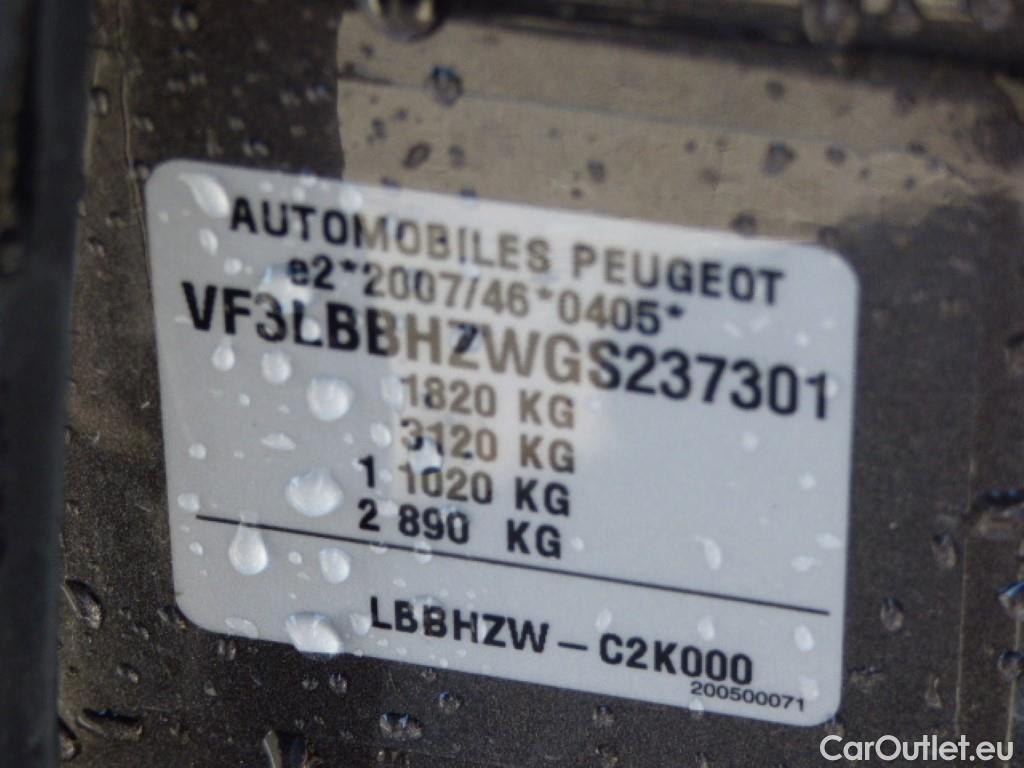 AUTOMOBILES PEUGEOT
e2*2007/46*0405*
VF3LBBHZWGS237301
1820 KG
3120 KG
1 1020 KG
2 890 KG
LBBHZW – C2K000
200500071
CarOutlet.eu